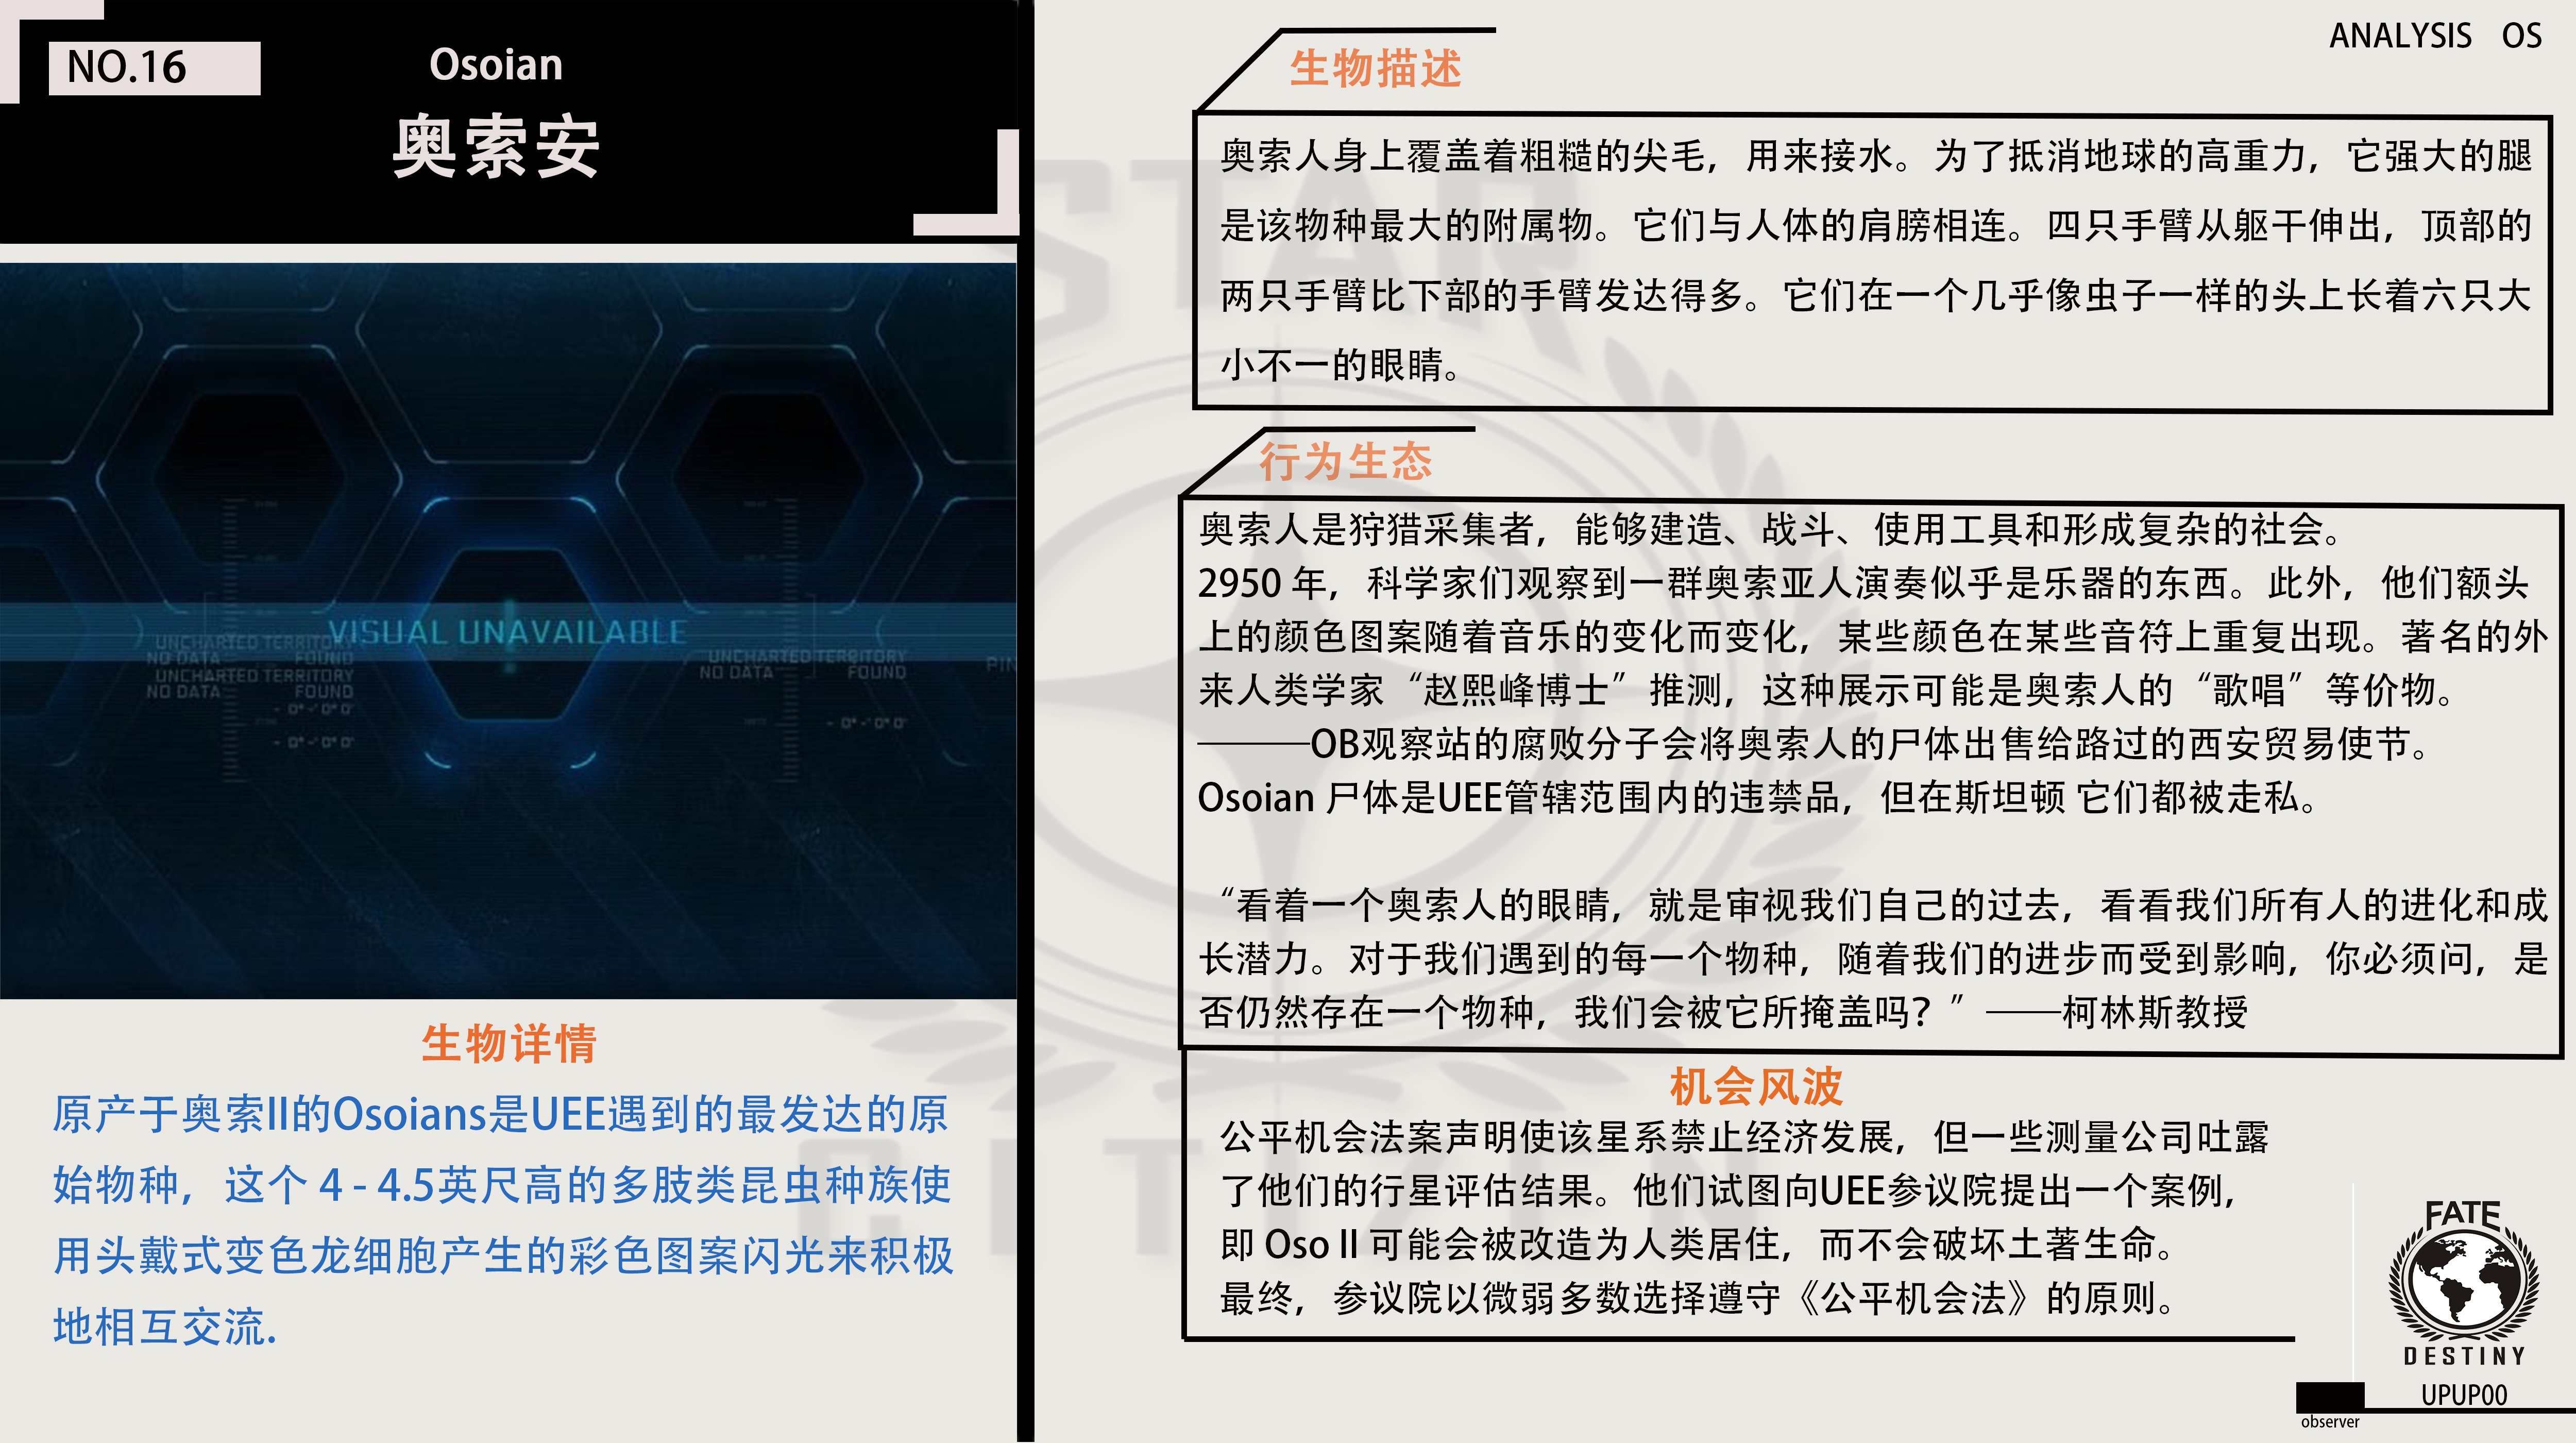 NO.16
Osoian
奥索安
VISUAL UNAVAILABLE
UNCHARTED TERRITORY
NO DATA FOUND
UNCHARTED TERRITORY
NO DATA FOUND
UNCHARTED TERRITORY
NO DATA FOUND
PIN
生物详情
原产于奥索II的Osoians是UEE遇到的最发达的原
始物种，这个 4 - 4.5英尺高的多肢类昆虫种族使
用头戴式变色龙细胞产生的彩色图案闪光来积极
地相互交流.
ANALYSIS OS
生物描述
奥索人身上覆盖着粗糙的尖毛，用来接水。为了抵消地球的高重力，它强大的腿
是该物种最大的附属物。它们与人体的肩膀相连。四只手臂从躯干伸出，顶部的
两只手臂比下部的手臂发达得多。它们在一个几乎像虫子一样的头上长着六只大
小不一的眼睛。
行为生态
奥索人是狩猎采集者，能够建造、战斗、使用工具和形成复杂的社会。
2950 年，科学家们观察到一群奥索亚人演奏似乎是乐器的东西。此外，他们额头
上的颜色图案随着音乐的变化而变化，某些颜色在某些音符上重复出现。著名的外
来人类学家“赵熙峰博士”推测，这种展示可能是奥索人的“歌唱”等价物。
———OB观察站的腐败分子会将奥索人的尸体出售给路过的西安贸易使节。
Osoian 尸体是UEE管辖范围内的违禁品，但在斯坦顿 它们都被走私。
“看着一个奥索人的眼睛，就是审视我们自己的过去，看看我们所有人的进化和成
长潜力。对于我们遇到的每一个物种，随着我们的进步而受到影响，你必须问，是
否仍然存在一个物种，我们会被它所掩盖吗？”——柯林斯教授
机会风波
公平机会法案声明使该星系禁止经济发展，但一些测量公司吐露
了他们的行星评估结果。他们试图向UEE参议院提出一个案例，
即 Oso II 可能会被改造为人类居住，而不会破坏土著生命。
最终，参议院以微弱多数选择遵守《公平机会法》的原则。
STAR
CITIZEN
FATE
DESTINY
UPUP00
observer